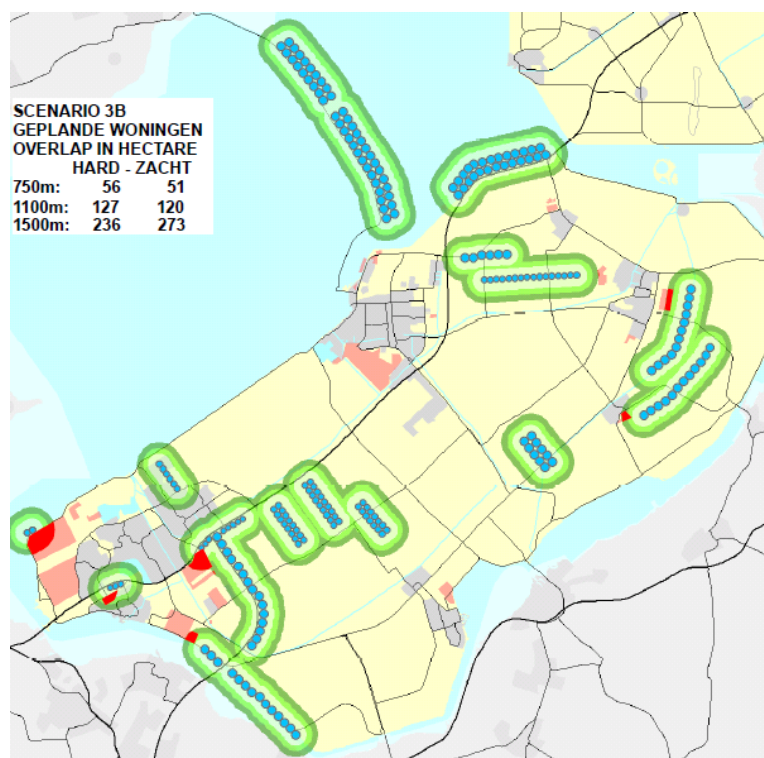 SCENARIO 3B
GEPLANDE WONINGEN
OVERLAP IN HECTARE
HARD - ZACHT
750m: 56 51
1100m: 127 120
1500m: 236 273